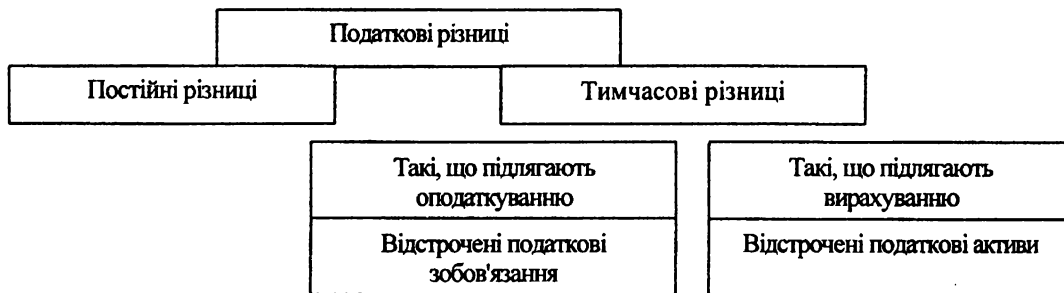 Податкові різниці
Постійні різниці
Тимчасові різниці
Такі, що підлягають
оподаткуванню
Відстрочені податкові
зобов'язання
Такі, що підлягають
вирахуванню
Відстрочені податкові активи